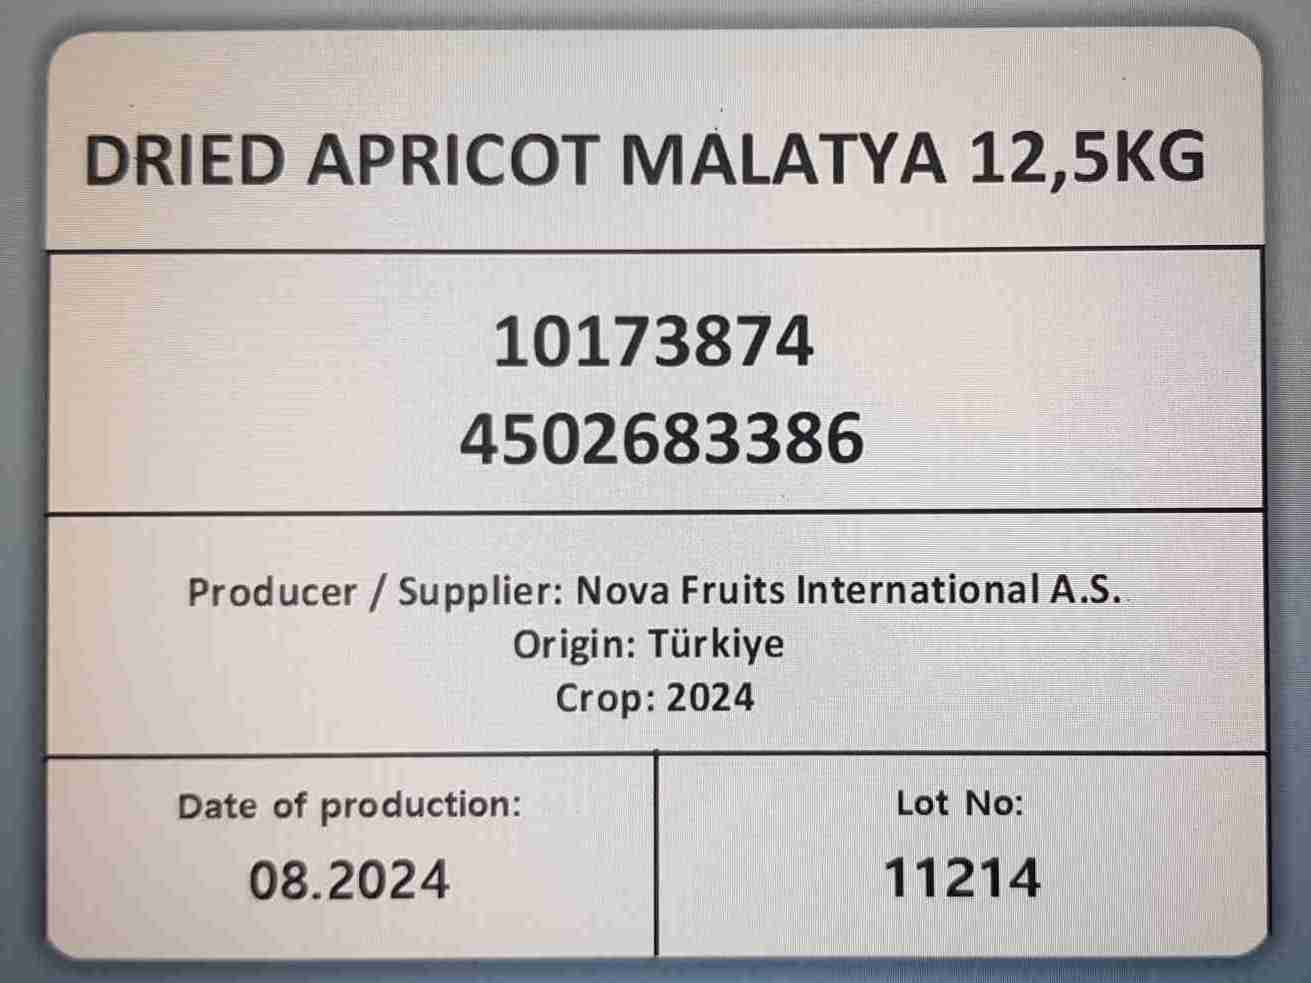 DRIED APRICOT MALATYA 12,5KG
10173874
4502683386
Producer / Supplier: Nova Fruits International A.S.
Origin: Türkiye
Crop: 2024
Date of production:
08.2024
Lot No:
11214